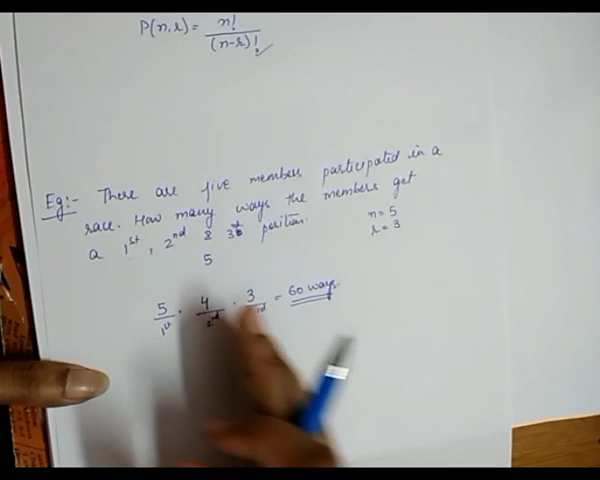 P(n,r) = n!
(n-r)!
Eg:- There are five members participated in a
race. How many ways the members get
a 1st, 2nd & 3rd position.
n = 5
r = 3
5
5 · 4 · 3 = 60 ways.
1st 2nd